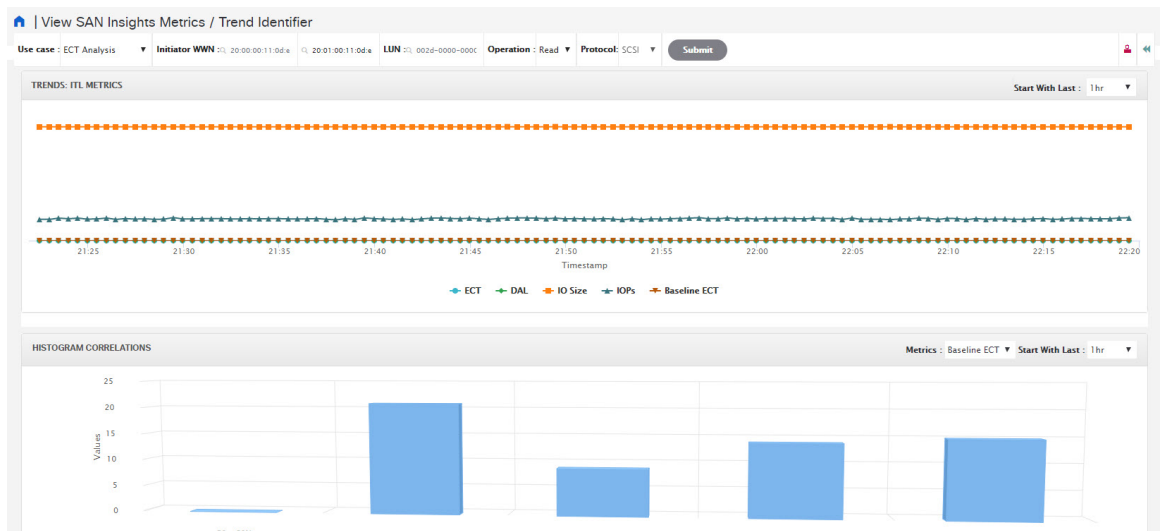 | View SAN Insights Metrics / Trend Identifier
Use case : ECT Analysis ▼ Initiator WWN : 20:00:00:11:0d:e 20:01:00:11:0d:e LUN : 002d-0000-000( Operation : Read ▼ Protocol: SCSI ▼ Submit
TRENDS: ITL METRICS Start With Last : 1hr ▼
21:25 21:30 21:35 21:40 21:45 21:50 21:55 22:00 22:05 22:10 22:15 22:20
Timestamp
ECT DAL IO Size IOPs Baseline ECT
HISTOGRAM CORRELATIONS Metrics : Baseline ECT ▼ Start With Last : 1hr ▼
Values
25
20
15
10
5
0